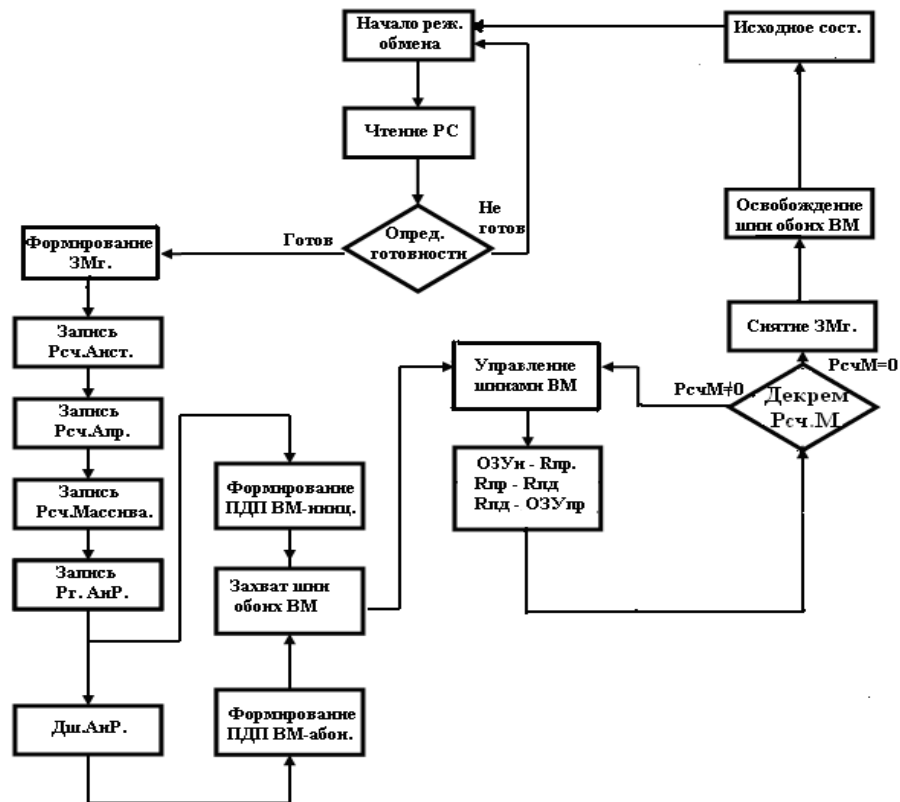 Начало реж.
обмена
Исходное сост.
Чтение РС
Опред.
готовности
Готов
Не
готов
Формирование
ЗМг.
Запись
Рсч.Аист.
Запись
Рсч.Апр.
Запись
Рсч.Массива.
Запись
Рг. АнР.
Дш.АнР.
Формирование
ПДП ВМ-иниц.
Захват шин
обоих ВМ
Формирование
ПДП ВМ-абон.
Управление
шинами ВМ
ОЗУи - Rпр.
Rпр - Rпд
Rпд - ОЗУпр
РсчМ≠0
Декрем
Рсч.М
РсчМ=0
Снятие ЗМг.
Освобождение
шин обоих ВМ